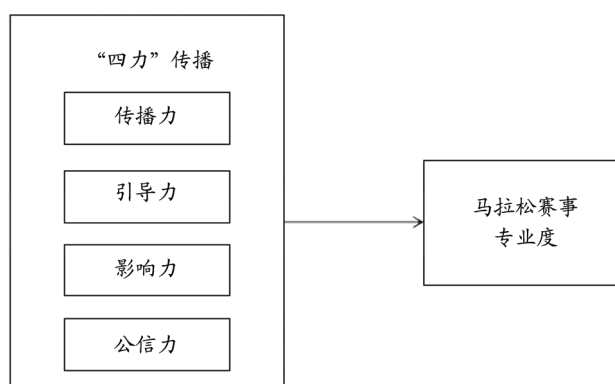 “四力”传播
传播力
引导力
影响力
公信力
马拉松赛事
专业度